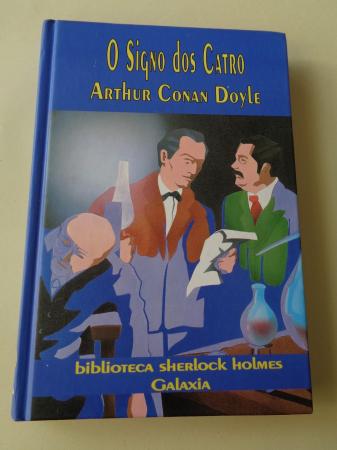 O Signo dos Catro
Arthur Conan Doyle
biblioteca sherlock holmes
Galaxia